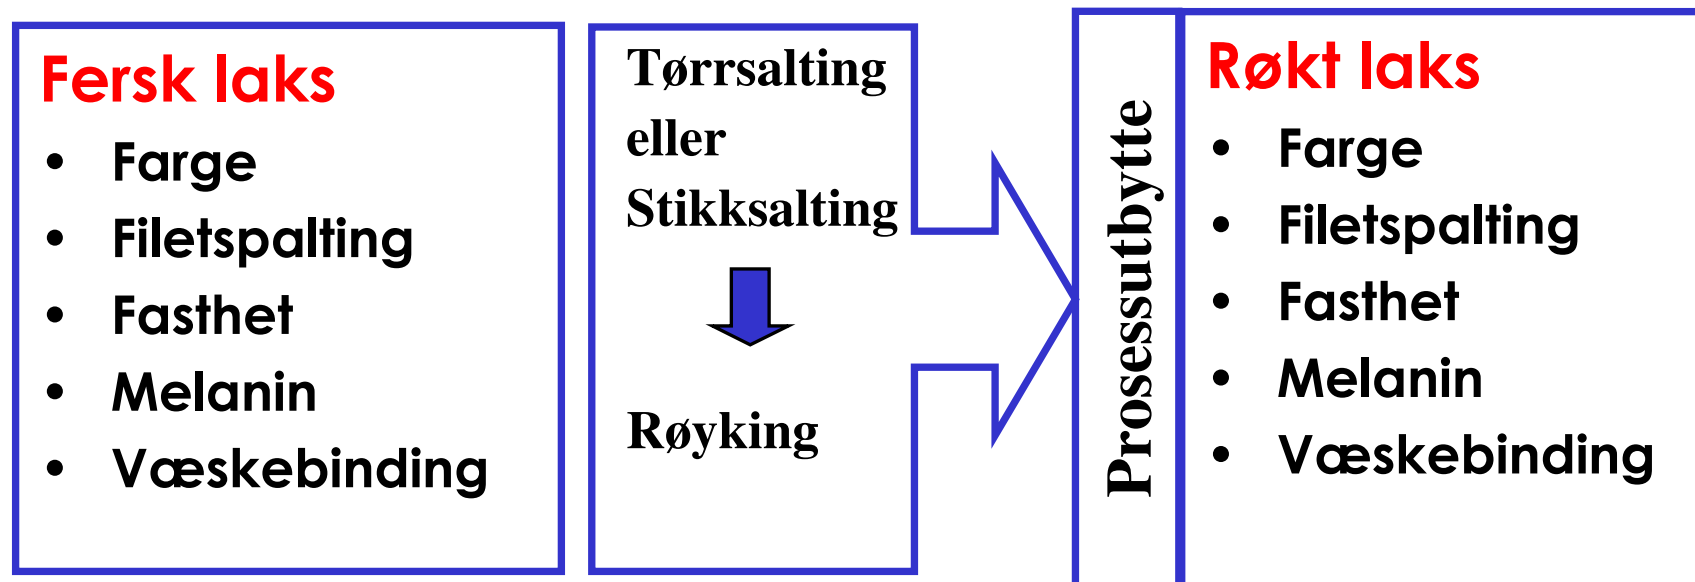 Fersk laks
• Farge
• Filetspalting
• Fasthet
• Melanin
• Væskebinding
Tørrsalting
eller
Stikksalting
Røyking
Prosessutbytte
Røkt laks
• Farge
• Filetspalting
• Fasthet
• Melanin
• Væskebinding